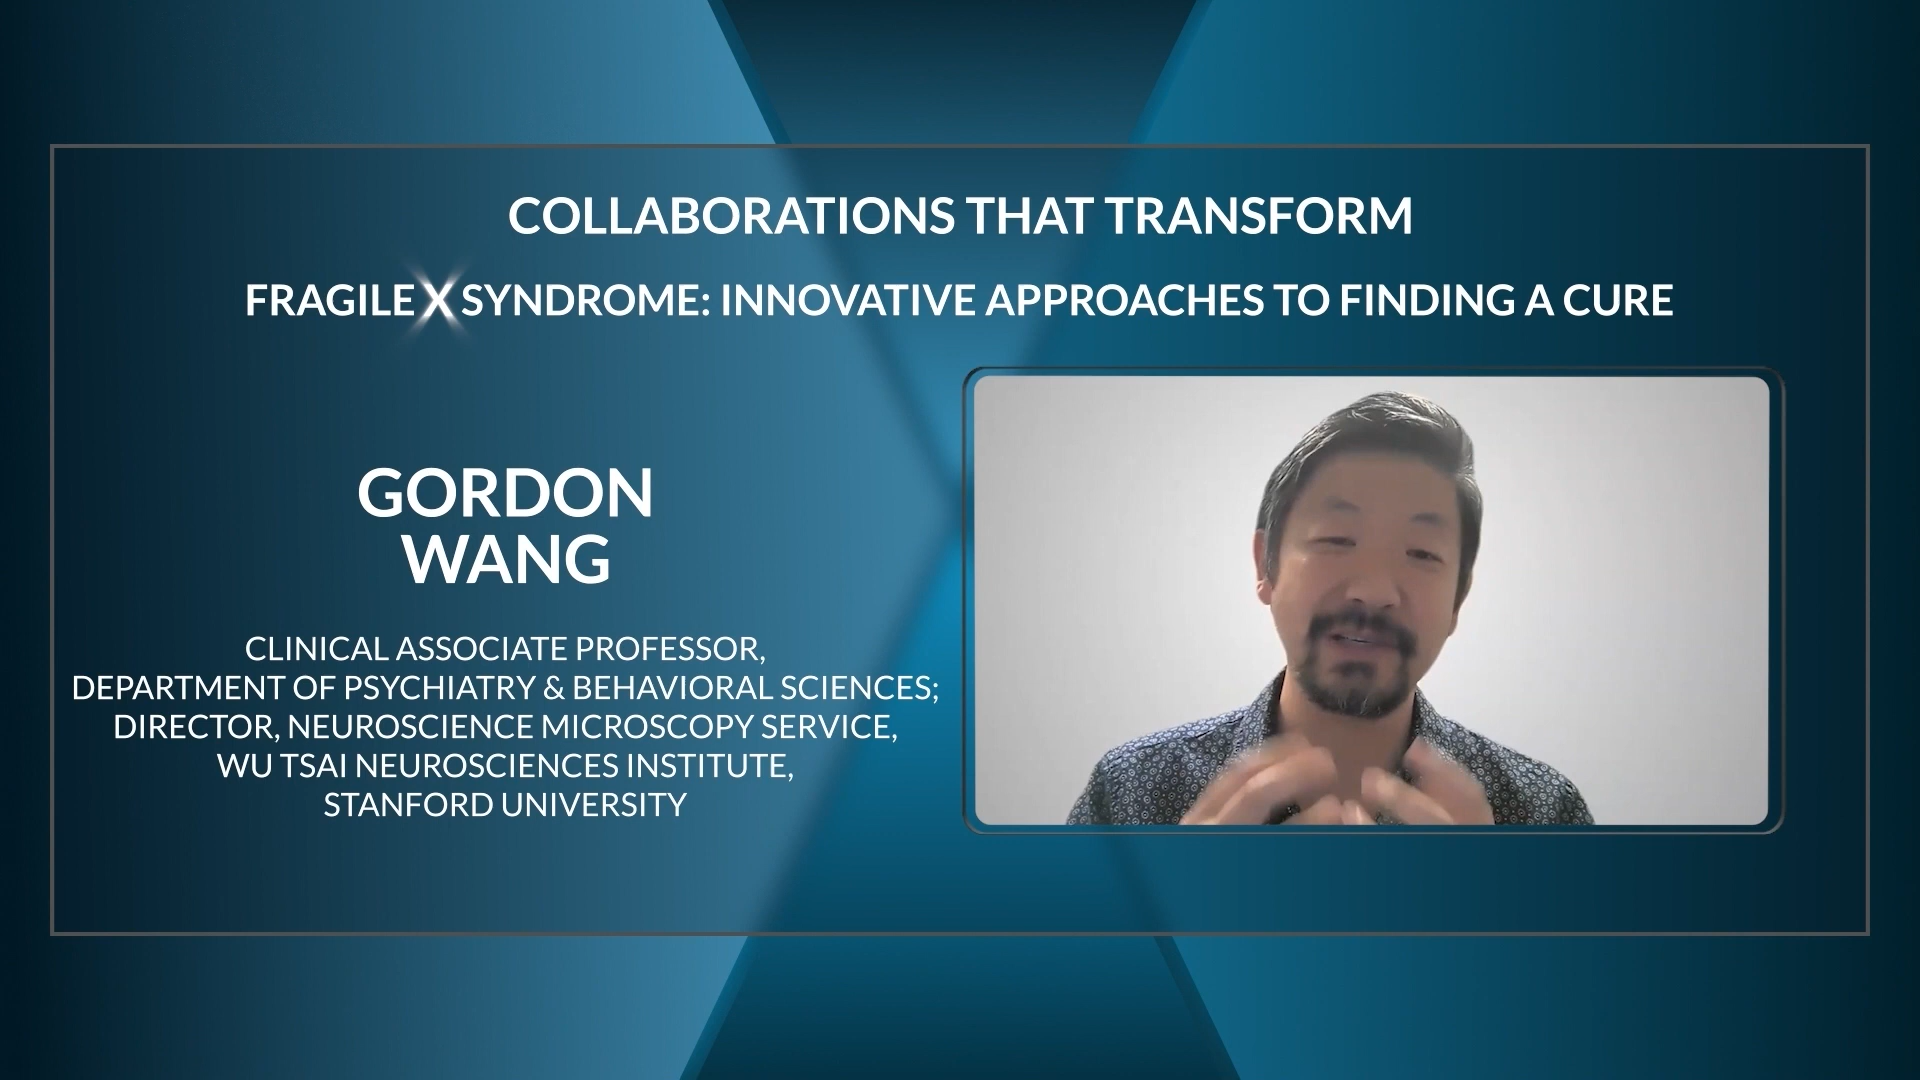 COLLABORATIONS THAT TRANSFORM
FRAGILE X SYNDROME: INNOVATIVE APPROACHES TO FINDING A CURE
GORDON
WANG
CLINICAL ASSOCIATE PROFESSOR,
DEPARTMENT OF PSYCHIATRY & BEHAVIORAL SCIENCES;
DIRECTOR, NEUROSCIENCE MICROSCOPY SERVICE,
WU TSAI NEUROSCIENCES INSTITUTE,
STANFORD UNIVERSITY